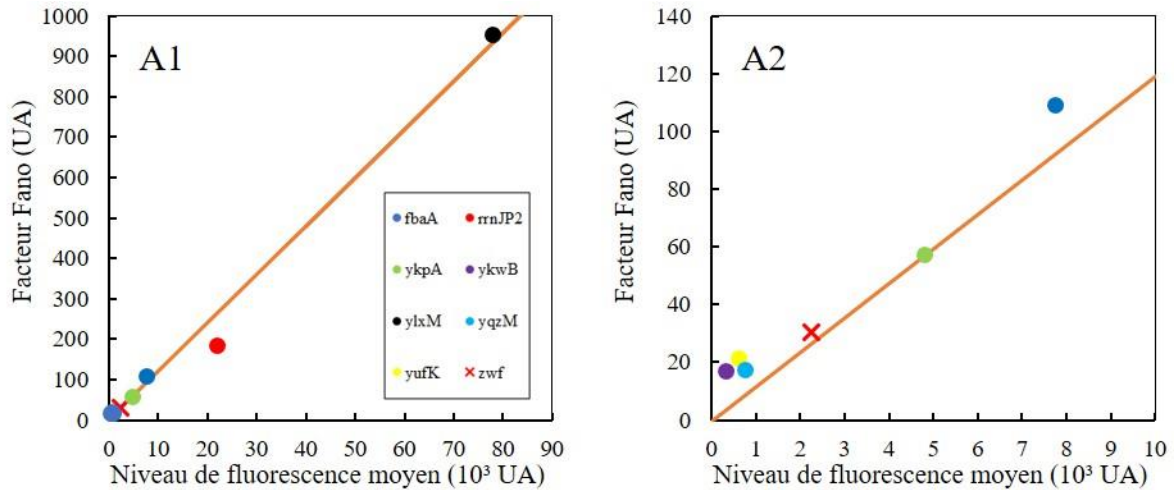 A1
Facteur Fano (UA)
1000
900
800
700
600
500
400
300
200
100
0
0 10 20 30 40 50 60 70 80 90
Niveau de fluorescence moyen (10³ UA)
fbaA rrnJP2
ykpA ykwB
ylxM yqzM
yufK zwf
A2
Facteur Fano (UA)
140
120
100
80
60
40
20
0
0 1 2 3 4 5 6 7 8 9 10
Niveau de fluorescence moyen (10³ UA)